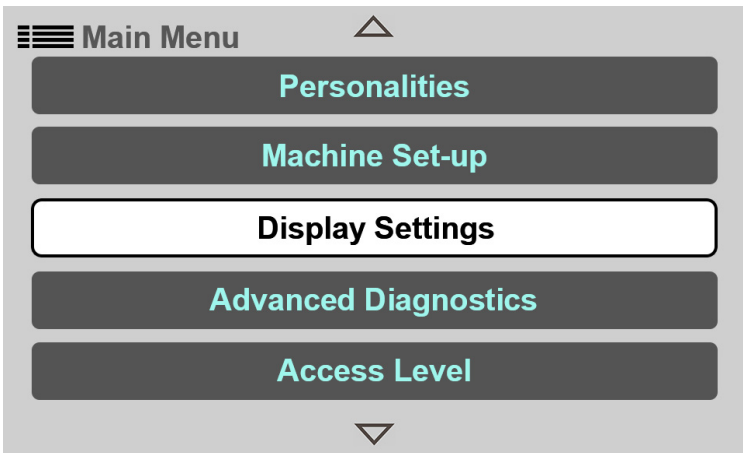 Main Menu
Personalities
Machine Set-up
Display Settings
Advanced Diagnostics
Access Level